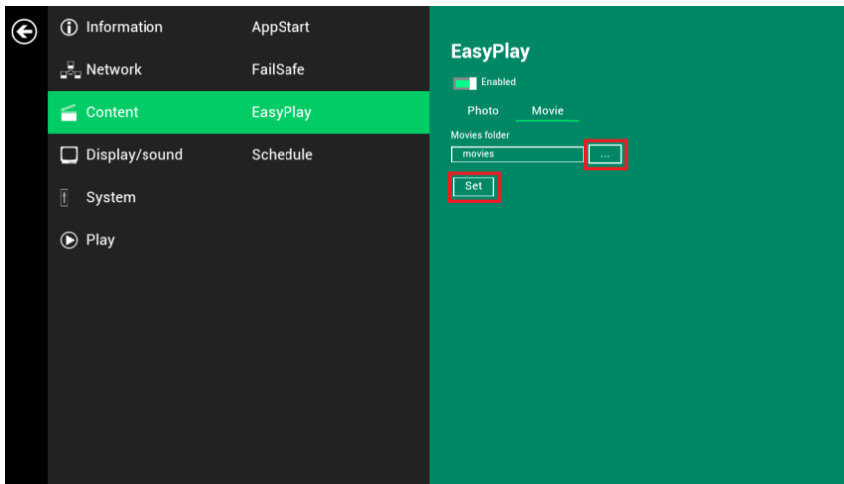 Information
Network
Content
Display/sound
System
Play
AppStart
FailSafe
EasyPlay
Schedule
EasyPlay
Enabled
Photo Movie
Movies folder
movies ...
Set